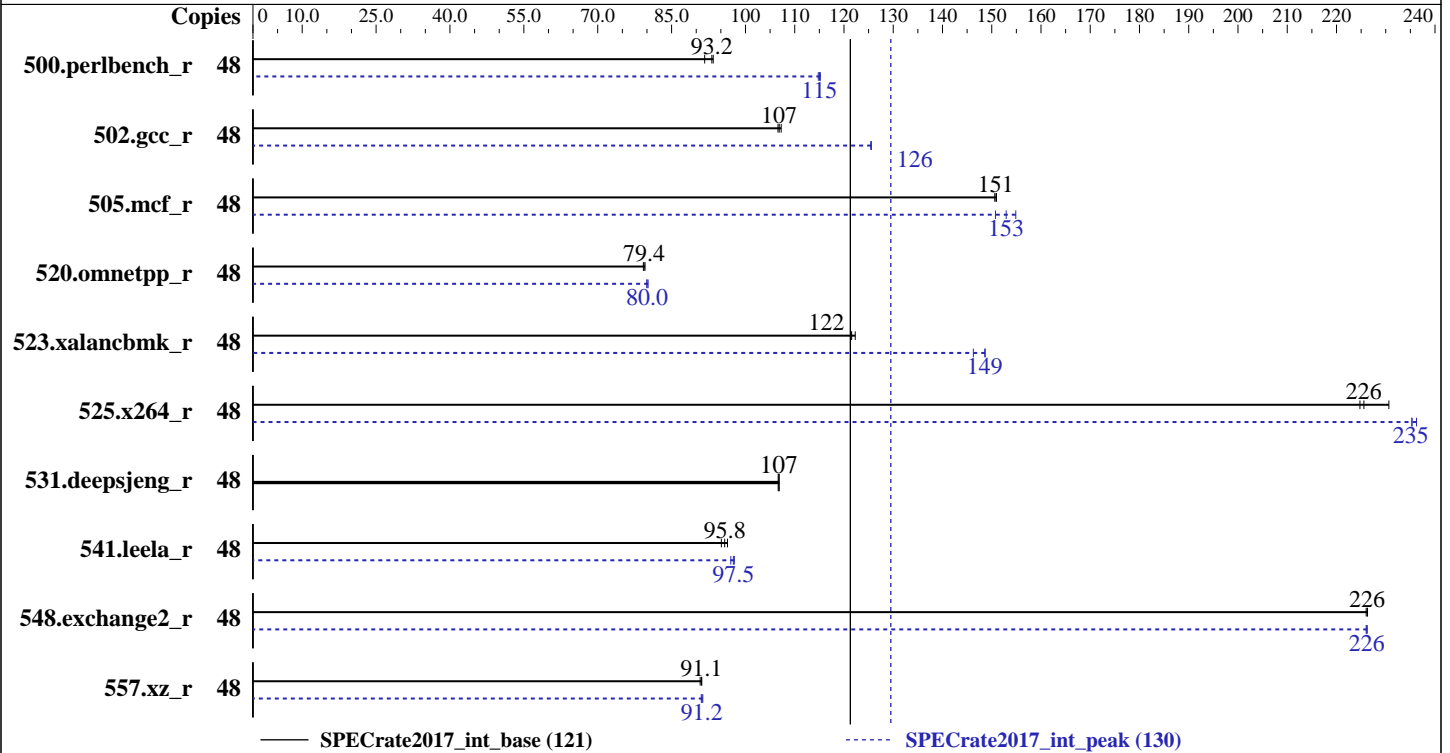 Copies 0 10.0 25.0 40.0 55.0 70.0 85.0 100 110 120 130 140 150 160 170 180 190 200 210 220 220 240
93.2
500.perlbench_r 48
115
107
502.gcc_r 48
126
151
505.mcf_r 48
153
79.4
520.omnetpp_r 48
80.0
122
523.xalancbmk_r 48
149
226
525.x264_r 48
235
107
531.deepsjeng_r 48
95.8
541.leela_r 48
97.5
226
548.exchange2_r 48
226
91.1
557.xz_r 48
91.2
SPECrate2017_int_base (121) SPECrate2017_int_peak (130)